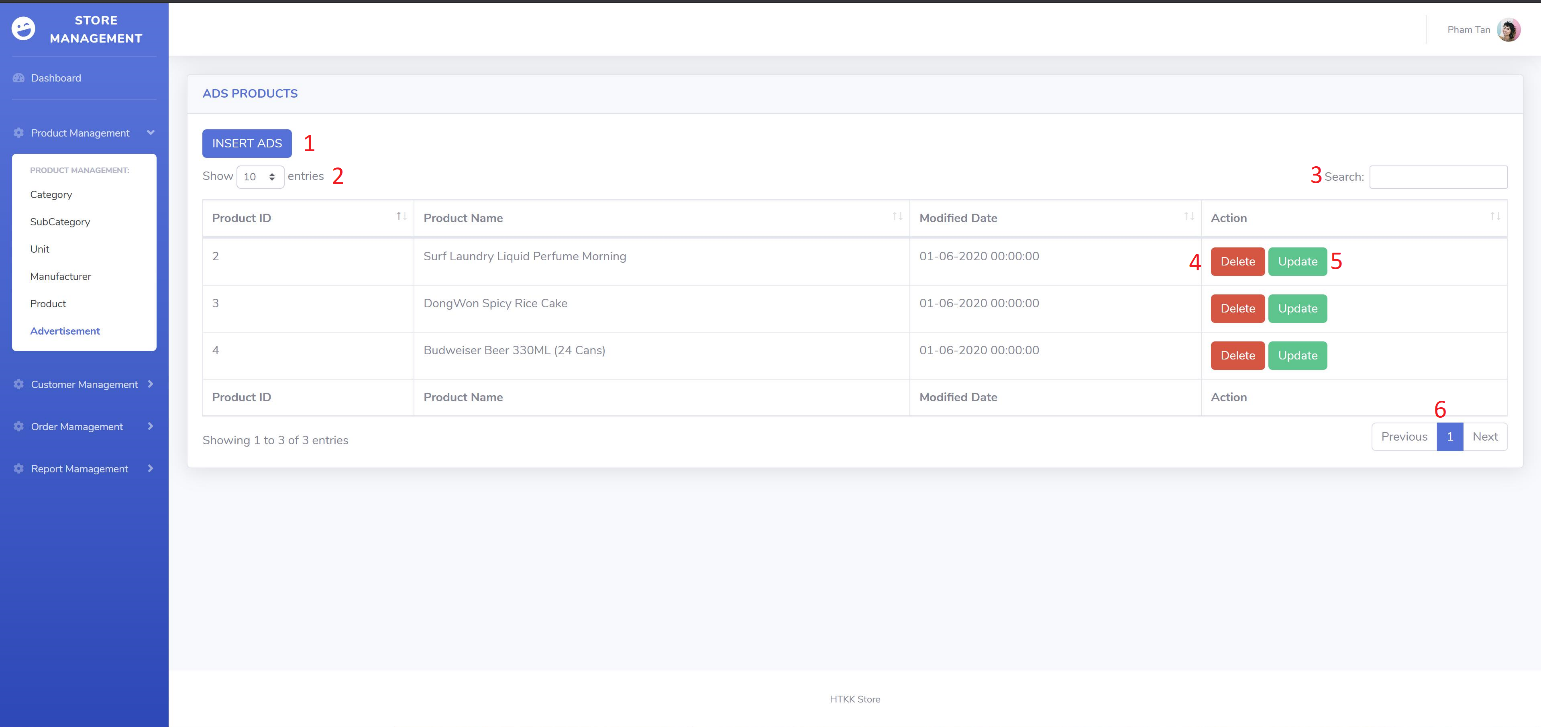 STORE
MANAGEMENT
Pham Tan
Dashboard
Product Management
PRODUCT MANAGEMENT:
Category
SubCategory
Unit
Manufacturer
Product
Advertisement
Customer Management
Order Mamagement
Report Mamagement
ADS PRODUCTS
INSERT ADS 1
Show 10 entries 2
3 Search:
Product ID Product Name Modified Date Action
2 Surf Laundry Liquid Perfume Morning 01-06-2020 00:00:00 4 Delete Update 5
3 DongWon Spicy Rice Cake 01-06-2020 00:00:00 Delete Update
4 Budweiser Beer 330ML (24 Cans) 01-06-2020 00:00:00 Delete Update
Product ID Product Name Modified Date Action
6
Showing 1 to 3 of 3 entries Previous 1 Next
HTKK Store